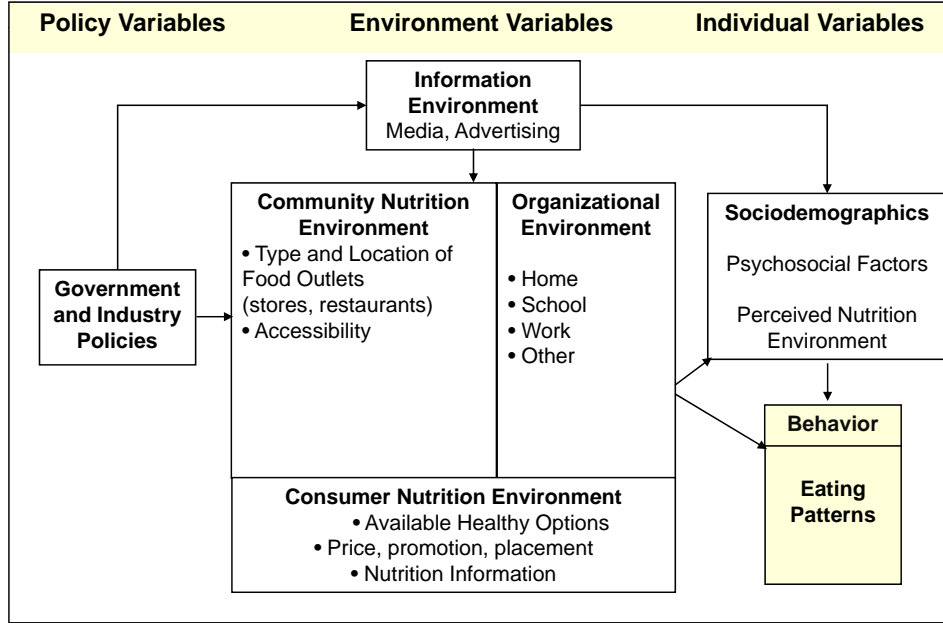 Policy Variables
Environment Variables
Individual Variables
Information
Environment
Media, Advertising
Community Nutrition
Environment
• Type and Location of
Food Outlets
(stores, restaurants)
• Accessibility
Organizational
Environment
• Home
• School
• Work
• Other
Government
and Industry
Policies
Sociodemographics
Psychosocial Factors
Perceived Nutrition
Environment
Behavior
Eating
Patterns
Consumer Nutrition Environment
• Available Healthy Options
• Price, promotion, placement
• Nutrition Information